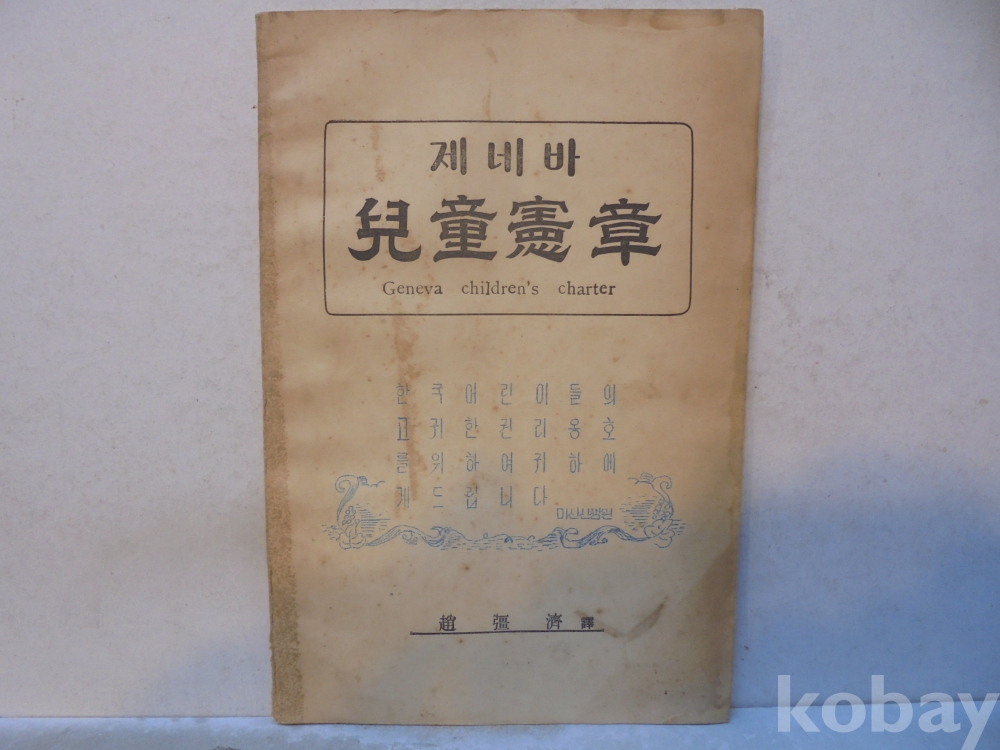 제네바
兒童憲章
Geneva children's charter
한국어린이들의
고귀한권리옹호
를위하여귀하에
게드립니다
趙彊濟 譯
kobay